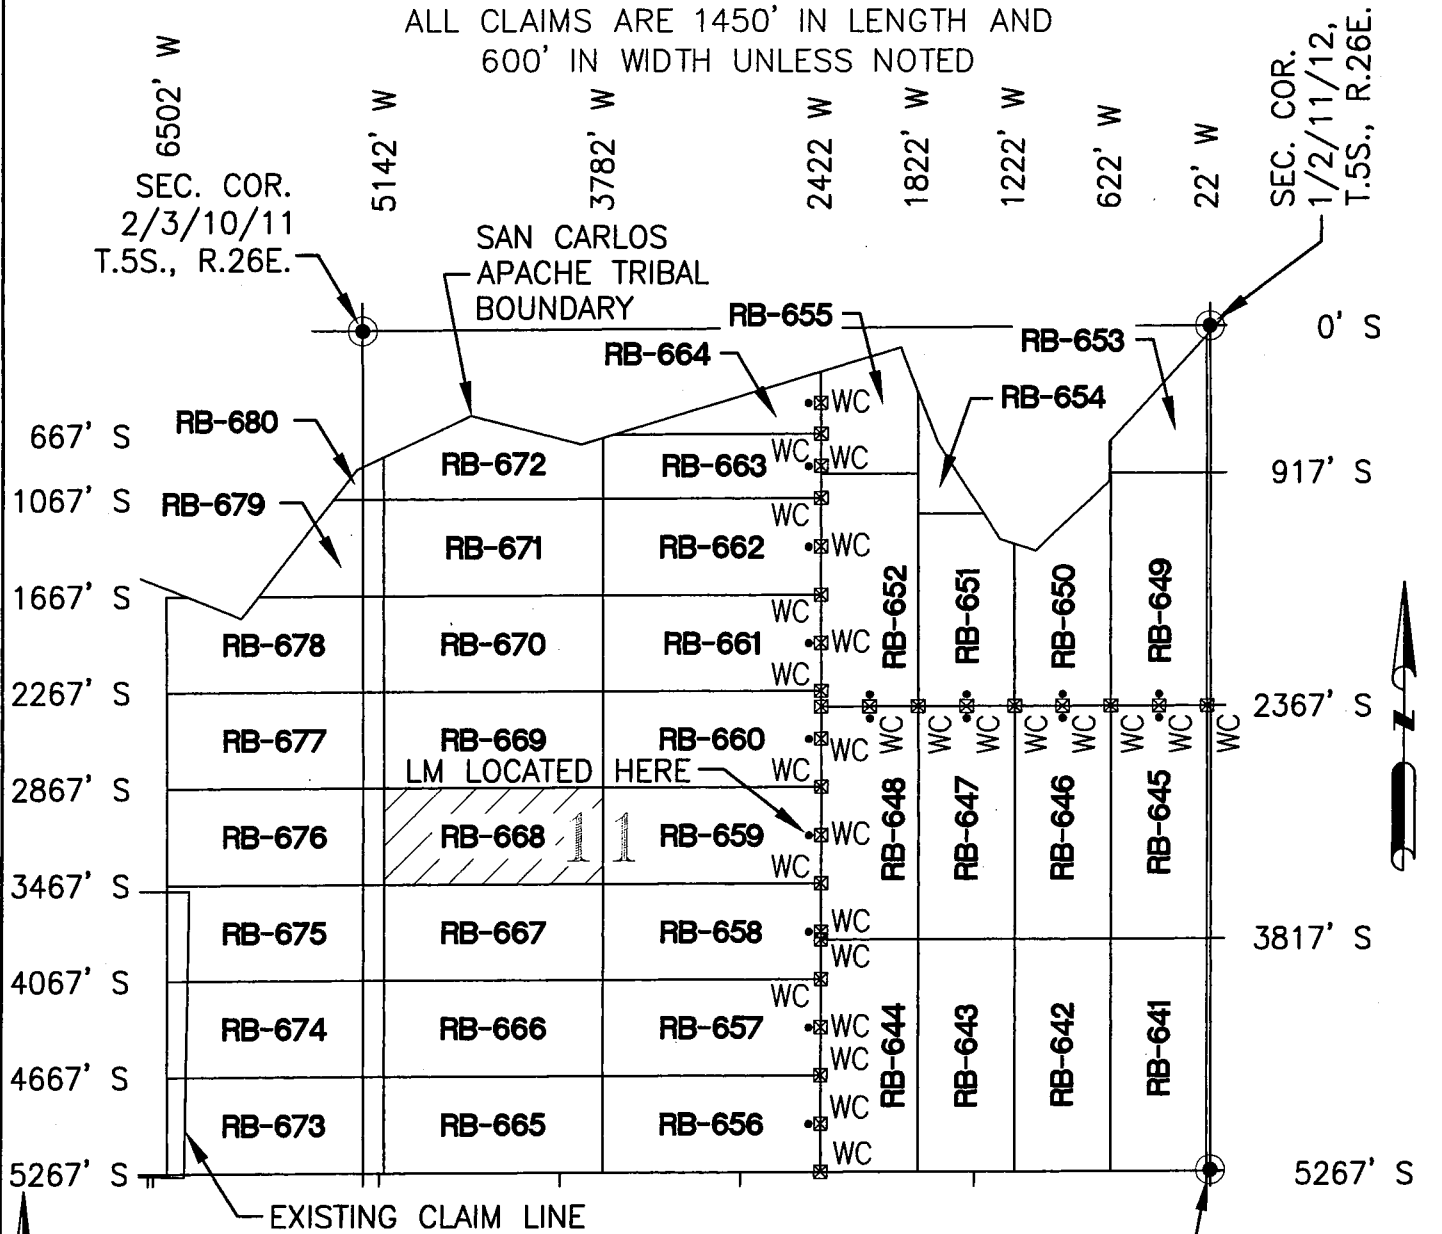 ALL CLAIMS ARE 1450' IN LENGTH AND
600' IN WIDTH UNLESS NOTED
6502' W
5142' W
3782' W
2422 W
1822' W
1222' W
622' W
22' W
SEC. COR.
1/2/11/12,
T.5S., R.26E.
SEC. COR.
2/3/10/11
T.5S., R.26E.
SAN CARLOS
APACHE TRIBAL
BOUNDARY
RB-655
0' S
RB-653
RB-664
RB-654
WC
RB-680
667' S
WC
WC
RB-672
RB-663
917' S
1067' S
RB-679
WC
RB-671
RB-662
WC
RB-652
RB-651
RB-650
RB-649
1667' S
WC
RB-678
RB-670
RB-661
WC
WC
2267' S
2367' S
WC
WC
WC
WC
WC
RB-677
RB-669
RB-660
WC
LM LOCATED HERE
WC
2867' S
RB-676
RB-668
11
RB-659
WC
RB-648
RB-647
RB-646
RB-645
WC
3467' S
RB-675
RB-667
RB-658
WC
3817' S
WC
4067' S
WC
RB-674
RB-666
RB-657
WC
WC
RB-644
RB-643
RB-642
RB-641
4667' S
WC
RB-673
RB-665
RB-656
WC
5267' S
5267' S
EXISTING CLAIM LINE